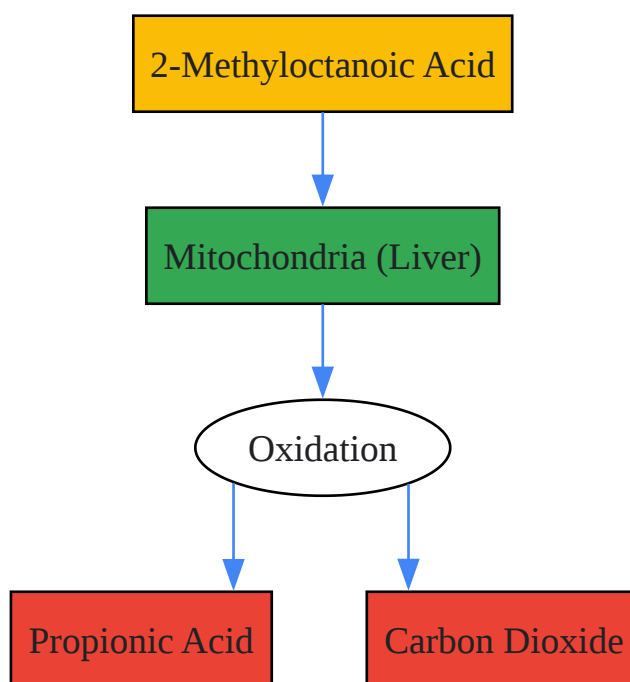 2-Methyloctanoic Acid
Mitochondria (Liver)
Oxidation
Propionic Acid
Carbon Dioxide